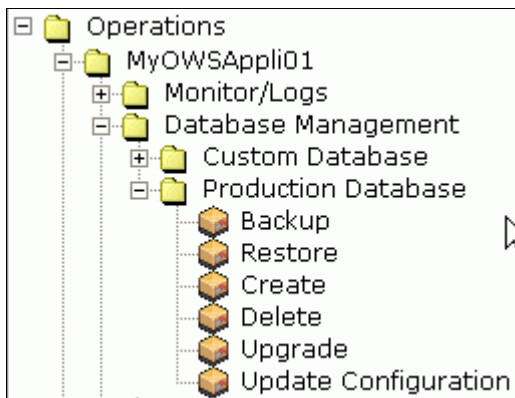 Operations
MyOWSAppli01
Monitor/Logs
Database Management
Custom Database
Production Database
Backup
Restore
Create
Delete
Upgrade
Update Configuration